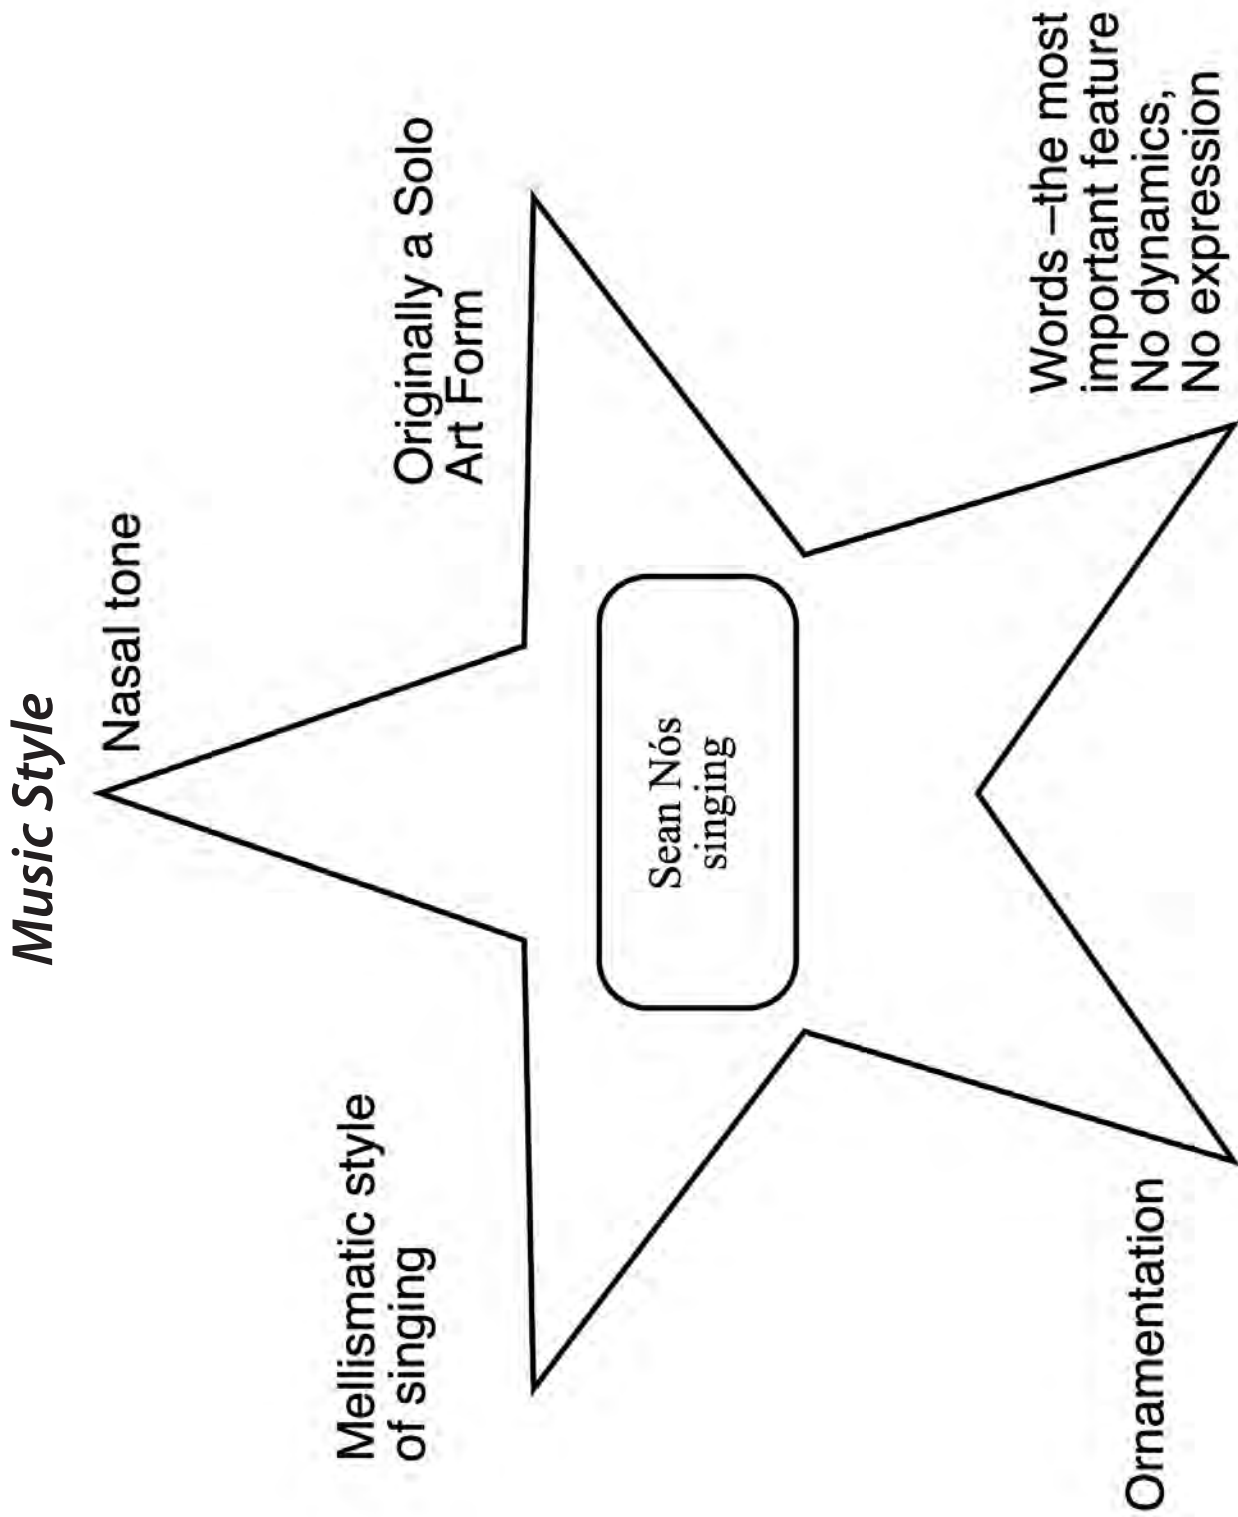 Music Style
Nasal tone
Mellismatic style
of singing
Originally a Solo
Art Form
Sean Nós
singing
Ornamentation
Words –the most
important feature
No dynamics,
No expression